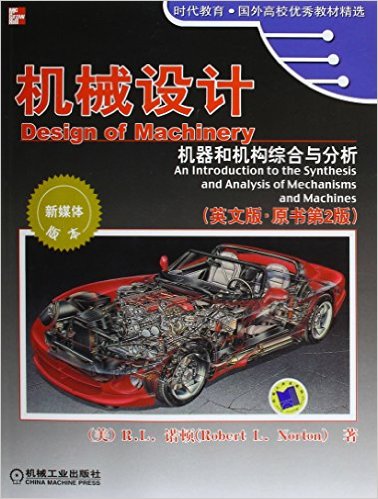 Mc
Graw
Hill
时代教育·国外高校优秀教材精选
机械设计
Design of Machinery
机器和机构综合与分析
An Introduction to the Synthesis
and Analysis of Mechanisms
and Machines
(英文版·原书第2版)
新媒体
版本
(美) R.L. 诺顿(Robert L. Norton) 著
机械工业出版社
CHINA MACHINE PRESS